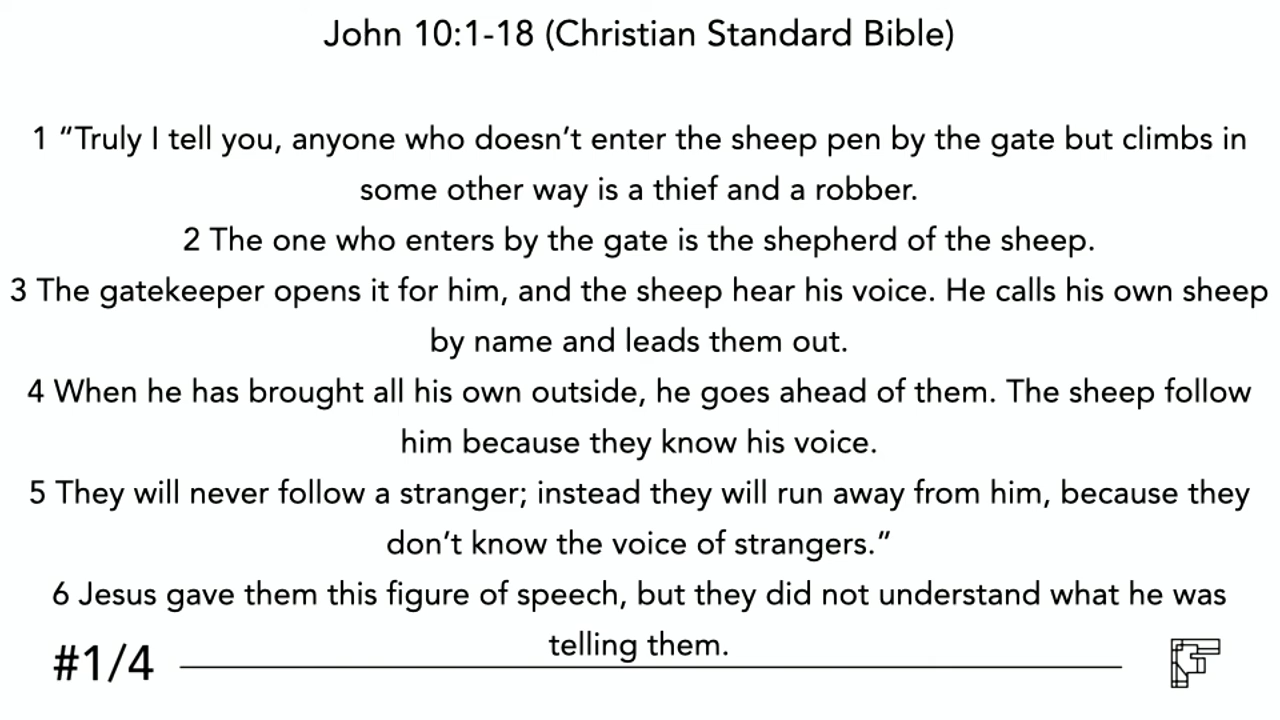 John 10:1-18 (Christian Standard Bible)
1 “Truly I tell you, anyone who doesn’t enter the sheep pen by the gate but climbs in
some other way is a thief and a robber.
2 The one who enters by the gate is the shepherd of the sheep.
3 The gatekeeper opens it for him, and the sheep hear his voice. He calls his own sheep
by name and leads them out.
4 When he has brought all his own outside, he goes ahead of them. The sheep follow
him because they know his voice.
5 They will never follow a stranger; instead they will run away from him, because they
don’t know the voice of strangers.”
6 Jesus gave them this figure of speech, but they did not understand what he was
telling them.
#1/4